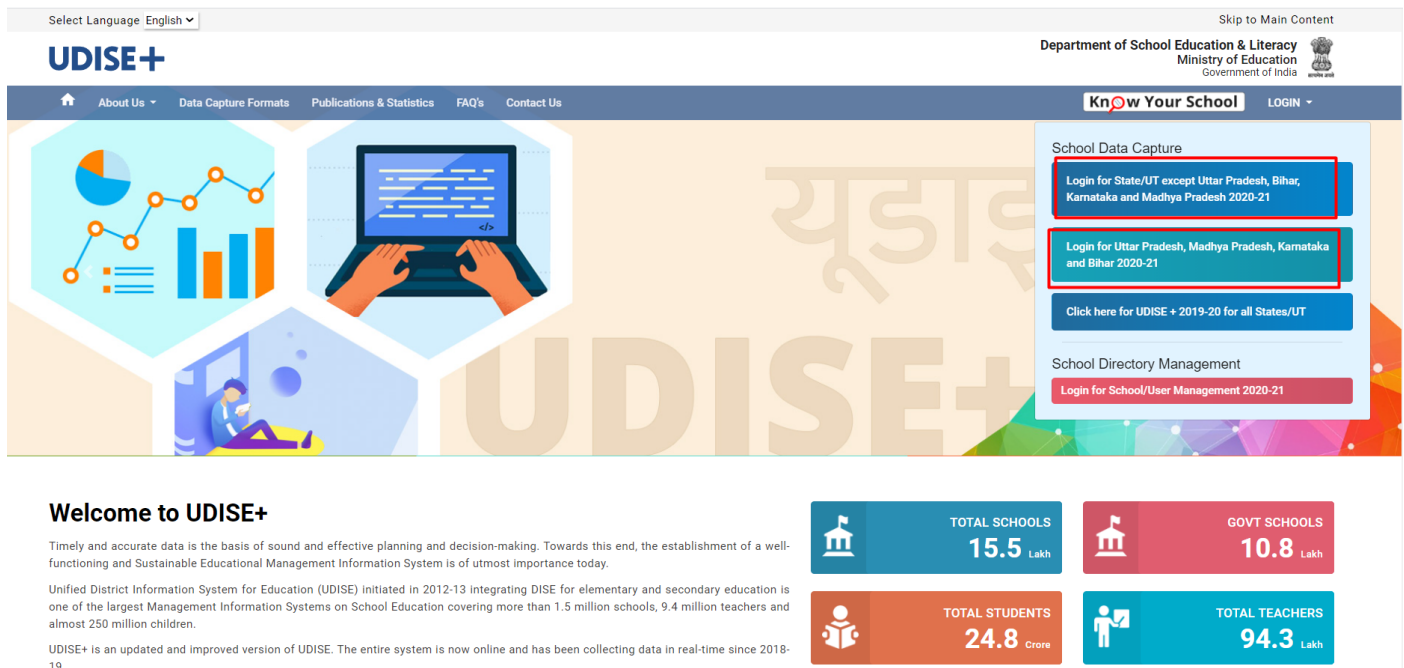 Select Language English
Skip to Main Content
UDISE+
Department of School Education & Literacy
Ministry of Education
Government of India
सत्यमेव जयते
About Us
Data Capture Formats
Publications & Statistics
FAQ's
Contact Us
Know Your School
LOGIN
School Data Capture
Login for State/UT except Uttar Pradesh, Bihar,
Karnataka and Madhya Pradesh 2020-21
Login for Uttar Pradesh, Madhya Pradesh, Karnataka
and Bihar 2020-21
Click here for UDISE + 2019-20 for all States/UT
School Directory Management
Login for School/User Management 2020-21
</>
UDISE+
Welcome to UDISE+
Timely and accurate data is the basis of sound and effective planning and decision-making. Towards this end, the establishment of a well-
functioning and Sustainable Educational Management Information System is of utmost importance today.
Unified District Information System for Education (UDISE) initiated in 2012-13 integrating DISE for elementary and secondary education is
one of the largest Management Information Systems on School Education covering more than 1.5 million schools, 9.4 million teachers and
almost 250 million children.
UDISE+ is an updated and improved version of UDISE. The entire system is now online and has been collecting data in real-time since 2018-
19
TOTAL SCHOOLS
15.5 Lakh
GOVT SCHOOLS
10.8 Lakh
TOTAL STUDENTS
24.8 Crore
TOTAL TEACHERS
94.3 Lakh